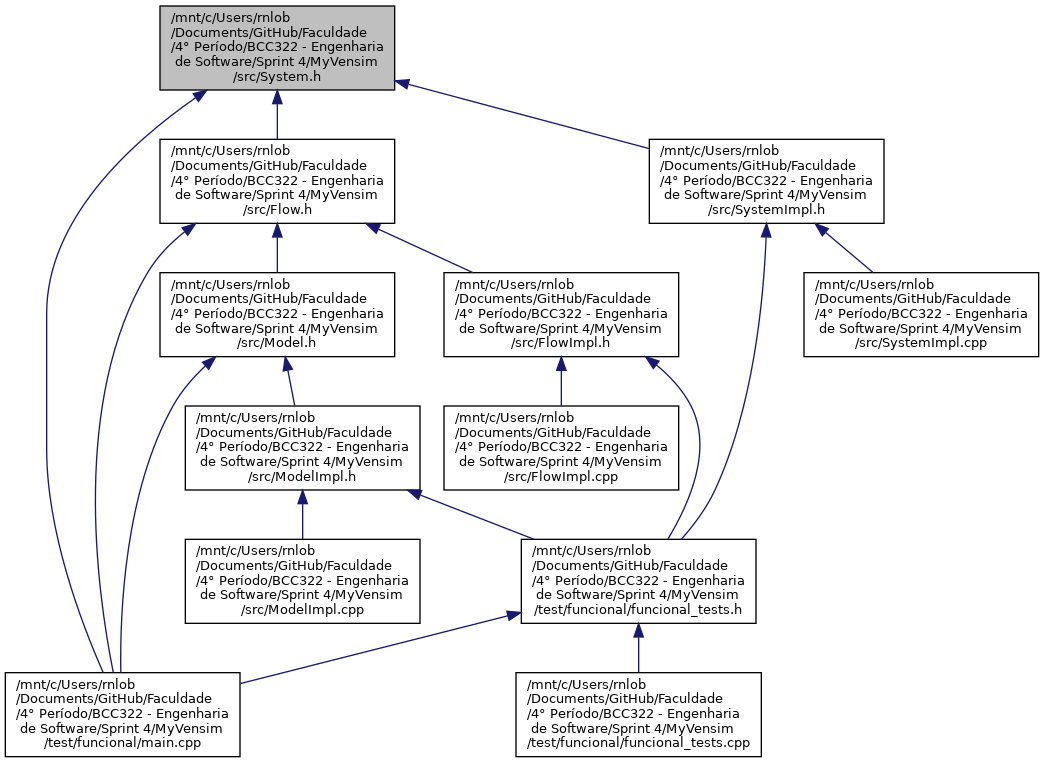 /mnt/c/Users/rnlob
/Documents/GitHub/Faculdade
/4° Período/BCC322 - Engenharia
de Software/Sprint 4/MyVensim
/src/System.h
/mnt/c/Users/rnlob
/Documents/GitHub/Faculdade
/4° Período/BCC322 - Engenharia
de Software/Sprint 4/MyVensim
/src/Flow.h
/mnt/c/Users/rnlob
/Documents/GitHub/Faculdade
/4° Período/BCC322 - Engenharia
de Software/Sprint 4/MyVensim
/src/SystemImpl.h
/mnt/c/Users/rnlob
/Documents/GitHub/Faculdade
/4° Período/BCC322 - Engenharia
de Software/Sprint 4/MyVensim
/src/Model.h
/mnt/c/Users/rnlob
/Documents/GitHub/Faculdade
/4° Período/BCC322 - Engenharia
de Software/Sprint 4/MyVensim
/src/FlowImpl.h
/mnt/c/Users/rnlob
/Documents/GitHub/Faculdade
/4° Período/BCC322 - Engenharia
de Software/Sprint 4/MyVensim
/src/SystemImpl.cpp
/mnt/c/Users/rnlob
/Documents/GitHub/Faculdade
/4° Período/BCC322 - Engenharia
de Software/Sprint 4/MyVensim
/src/ModelImpl.h
/mnt/c/Users/rnlob
/Documents/GitHub/Faculdade
/4° Período/BCC322 - Engenharia
de Software/Sprint 4/MyVensim
/src/FlowImpl.cpp
/mnt/c/Users/rnlob
/Documents/GitHub/Faculdade
/4° Período/BCC322 - Engenharia
de Software/Sprint 4/MyVensim
/src/ModelImpl.cpp
/mnt/c/Users/rnlob
/Documents/GitHub/Faculdade
/4° Período/BCC322 - Engenharia
de Software/Sprint 4/MyVensim
/test/funcional/funcional_tests.h
/mnt/c/Users/rnlob
/Documents/GitHub/Faculdade
/4° Período/BCC322 - Engenharia
de Software/Sprint 4/MyVensim
/test/funcional/main.cpp
/mnt/c/Users/rnlob
/Documents/GitHub/Faculdade
/4° Período/BCC322 - Engenharia
de Software/Sprint 4/MyVensim
/test/funcional/funcional_tests.cpp